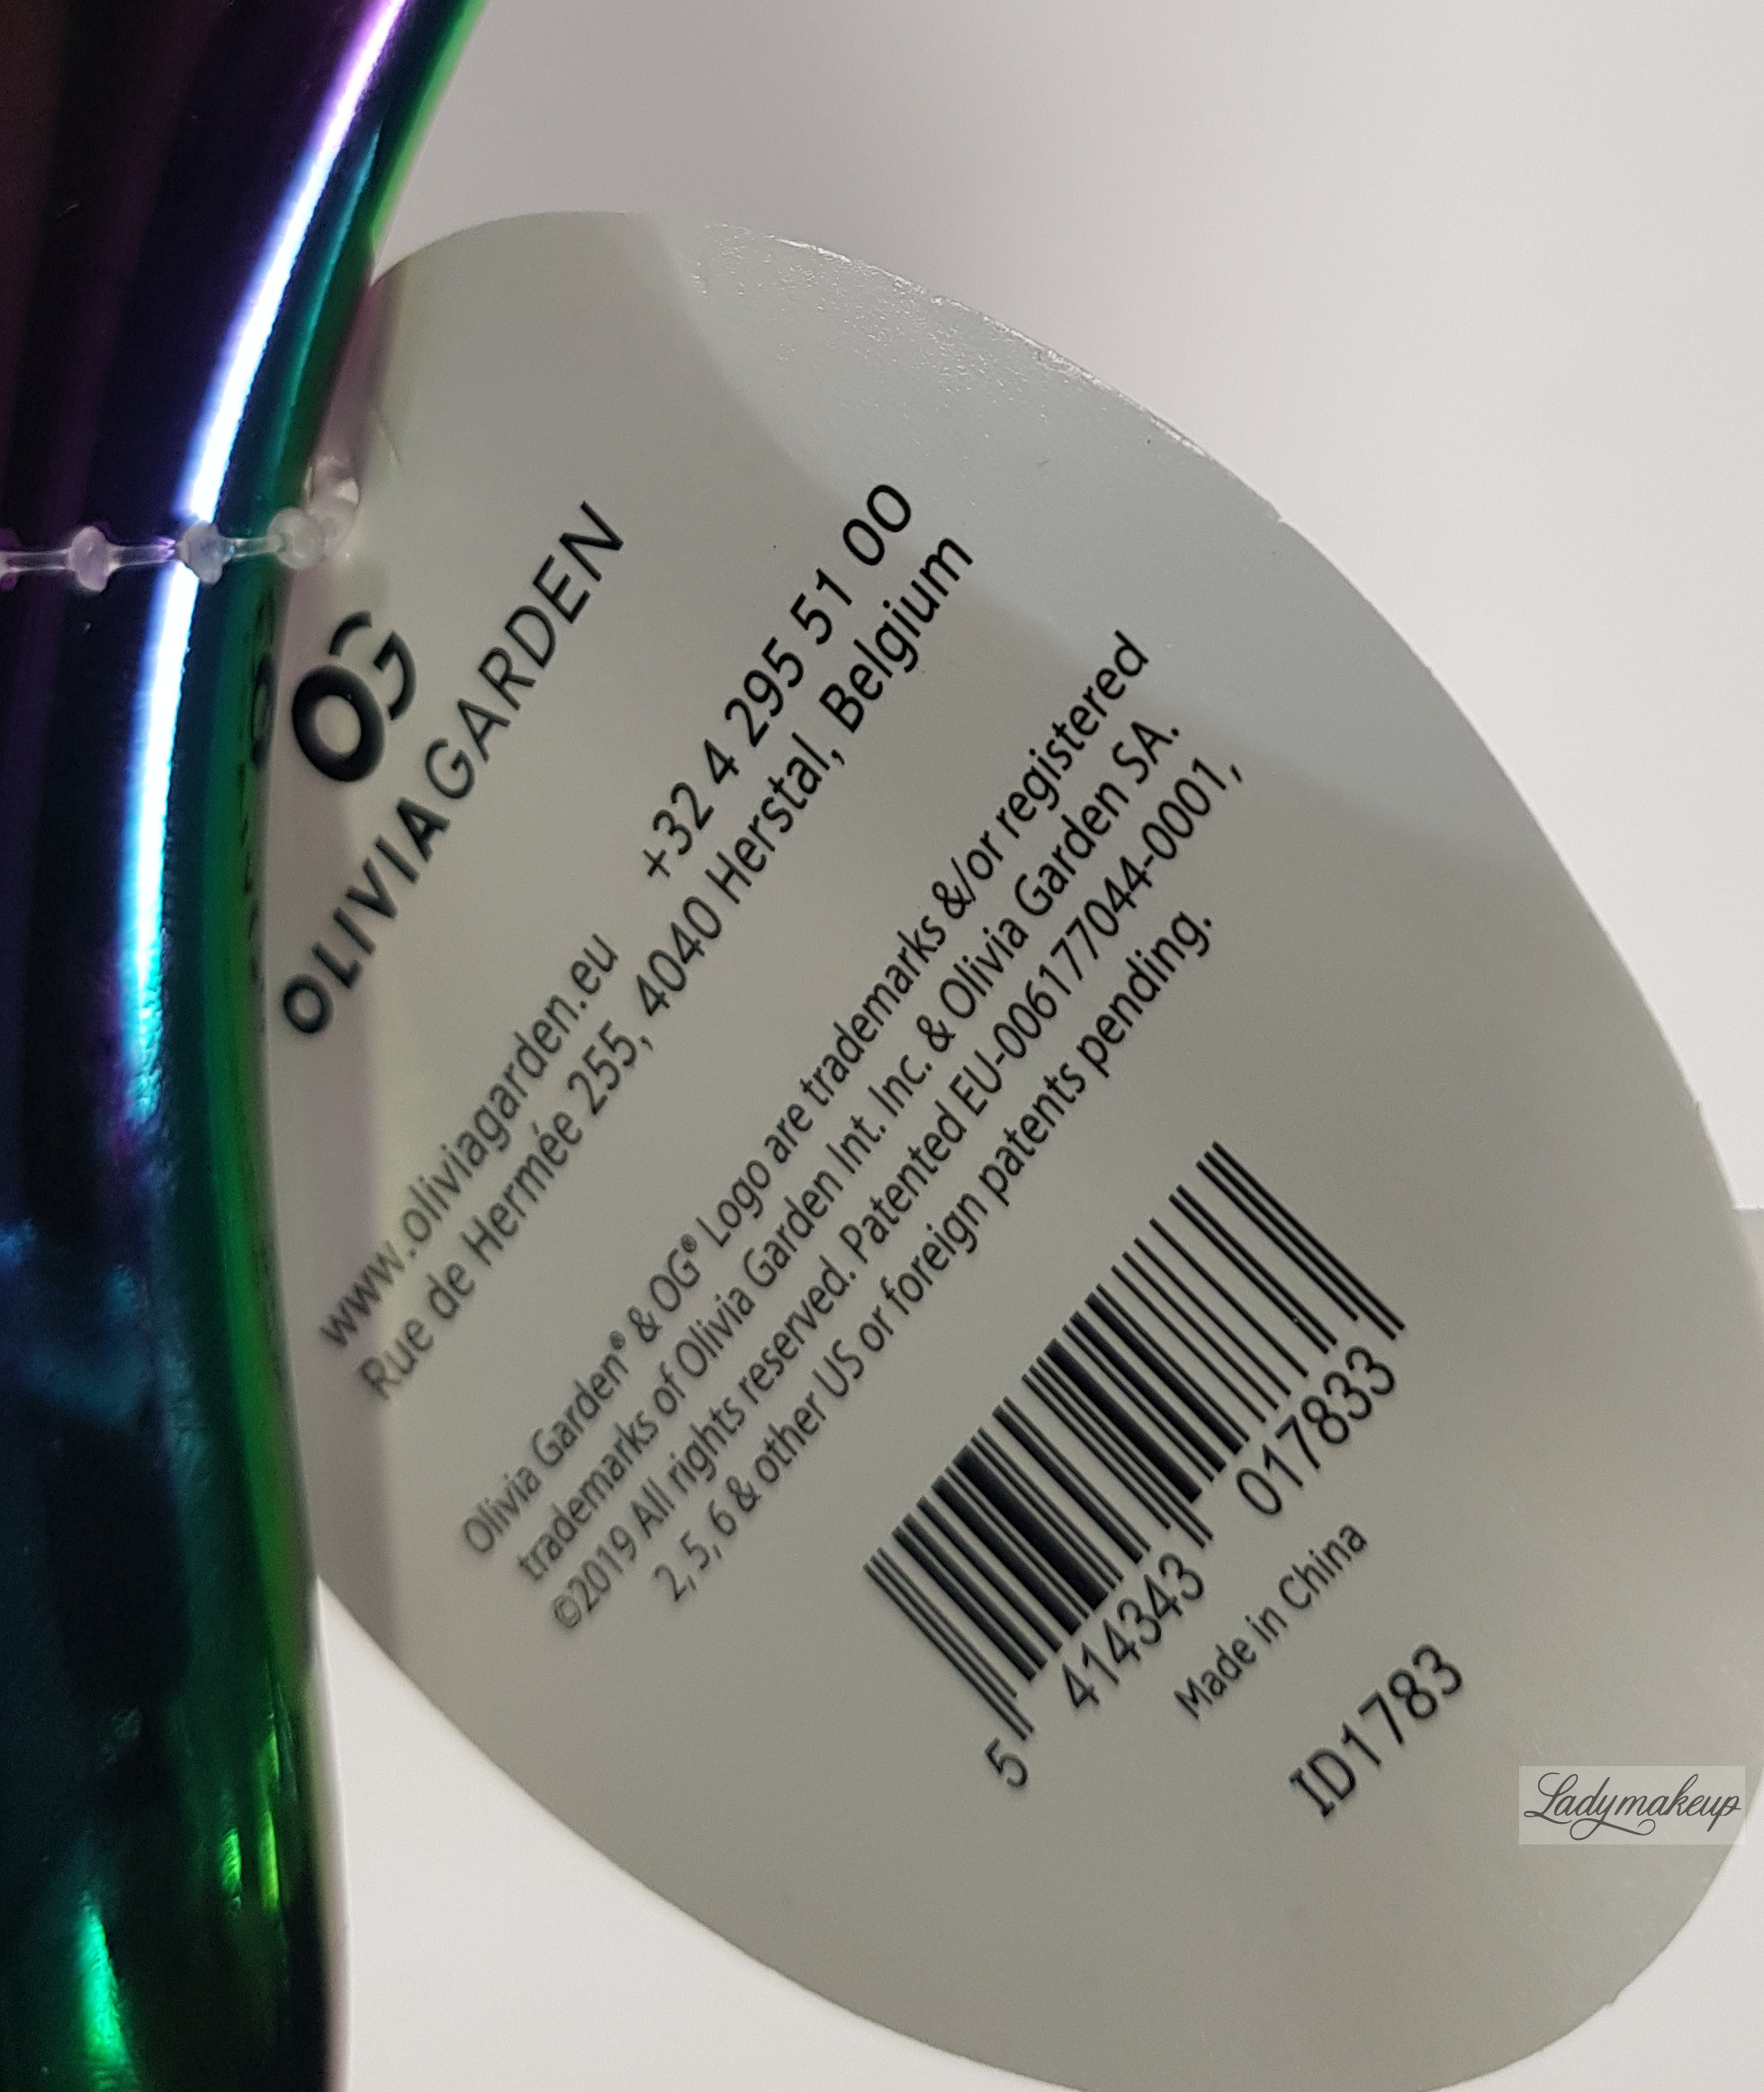 OG
OLIVIA GARDEN
www.oliviagarden.eu +32 4 295 51 00
Rue de Hermée 255, 4040 Herstal, Belgium
Olivia Garden® & OG® Logo are trademarks &/or registered
trademarks of Olivia Garden Int. Inc. & Olivia Garden SA.
©2019 All rights reserved. Patented EU-006177044-0001,
2, 5, 6 & other US or foreign patents pending.
5 414343 017833
Made in China
ID1783
Ladymakeup